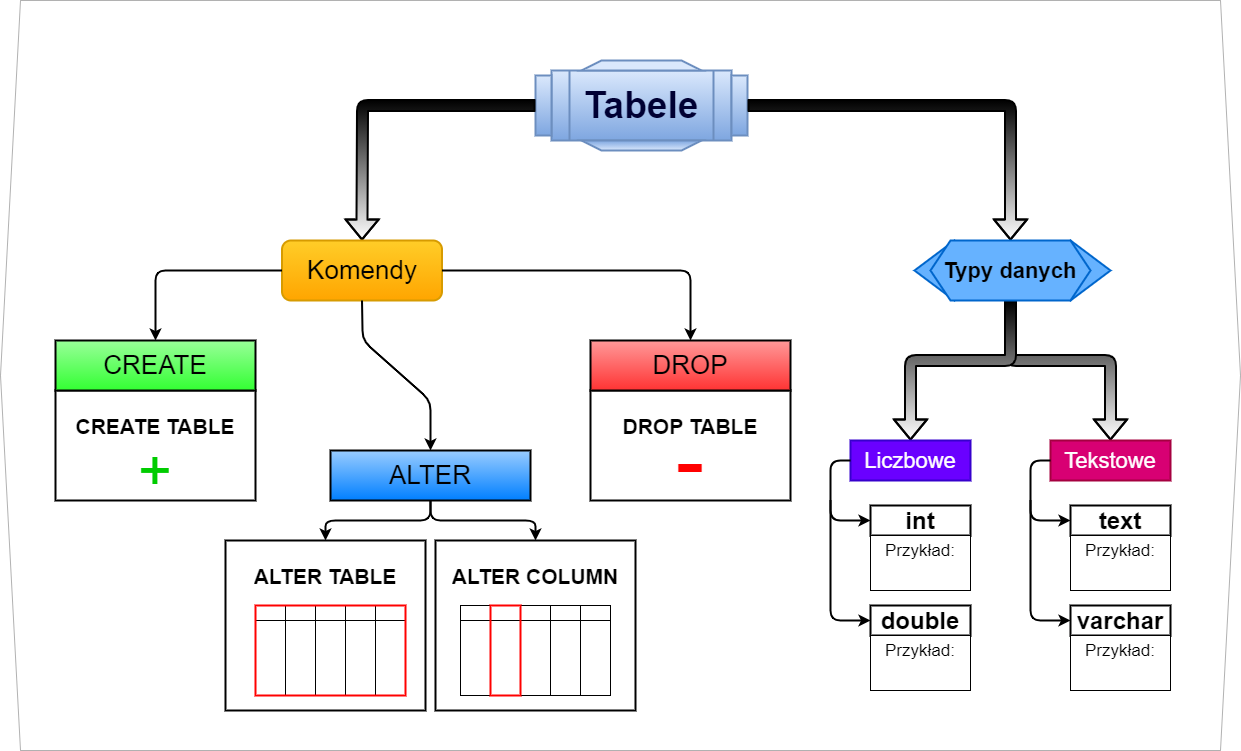 Tabele
Komendy
Typy danych
CREATE
CREATE TABLE
+
ALTER
ALTER TABLE
ALTER COLUMN
DROP
DROP TABLE
-
Liczbowe
int
Przykład:
double
Przykład:
Tekstowe
text
Przykład:
varchar
Przykład: